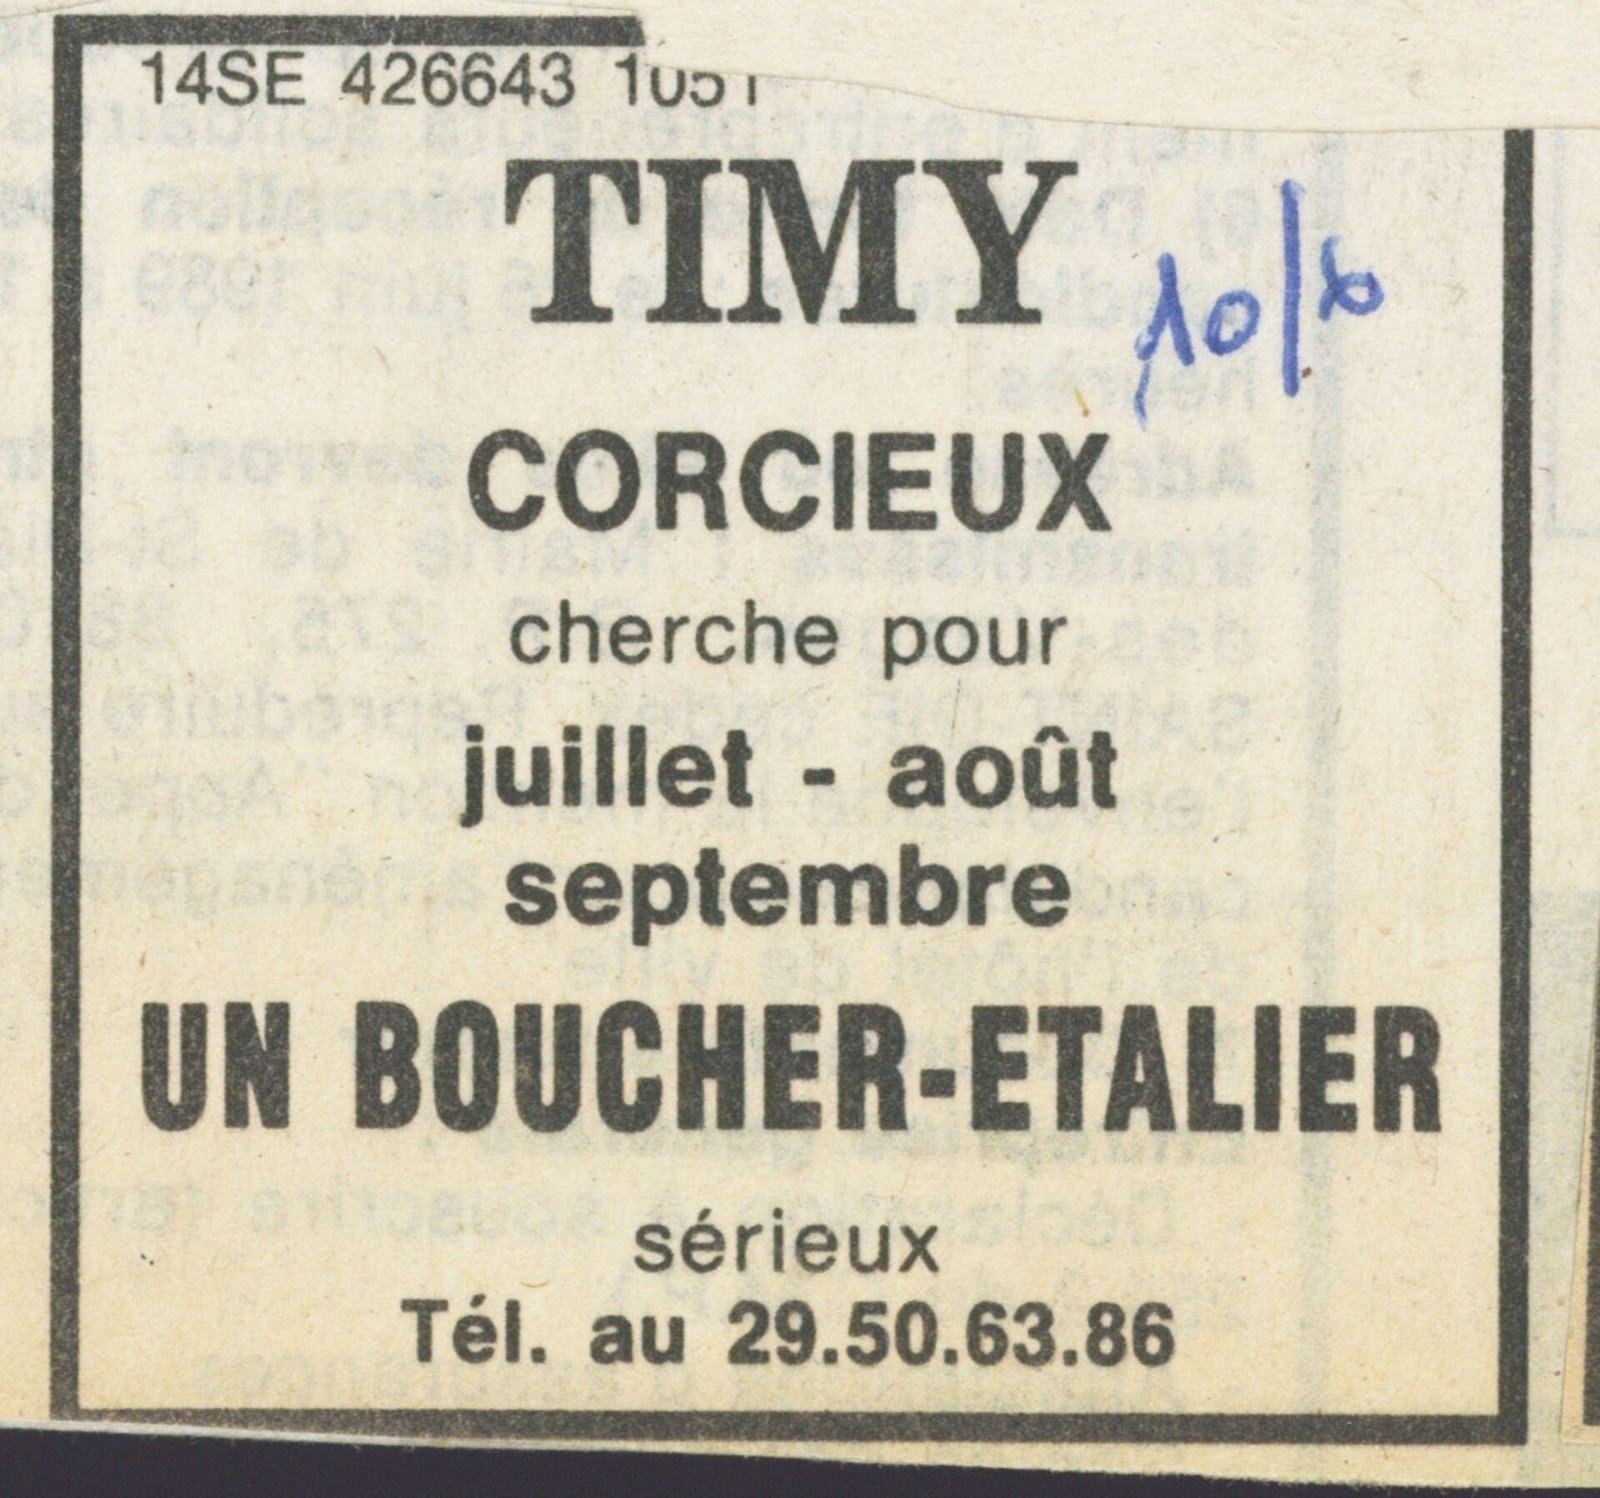 14SE 426643 1051
TIMY
10/8
CORCIEUX
cherche pour
juillet - août
septembre
UN BOUCHER-ETALIER
sérieux
Tél. au 29.50.63.86